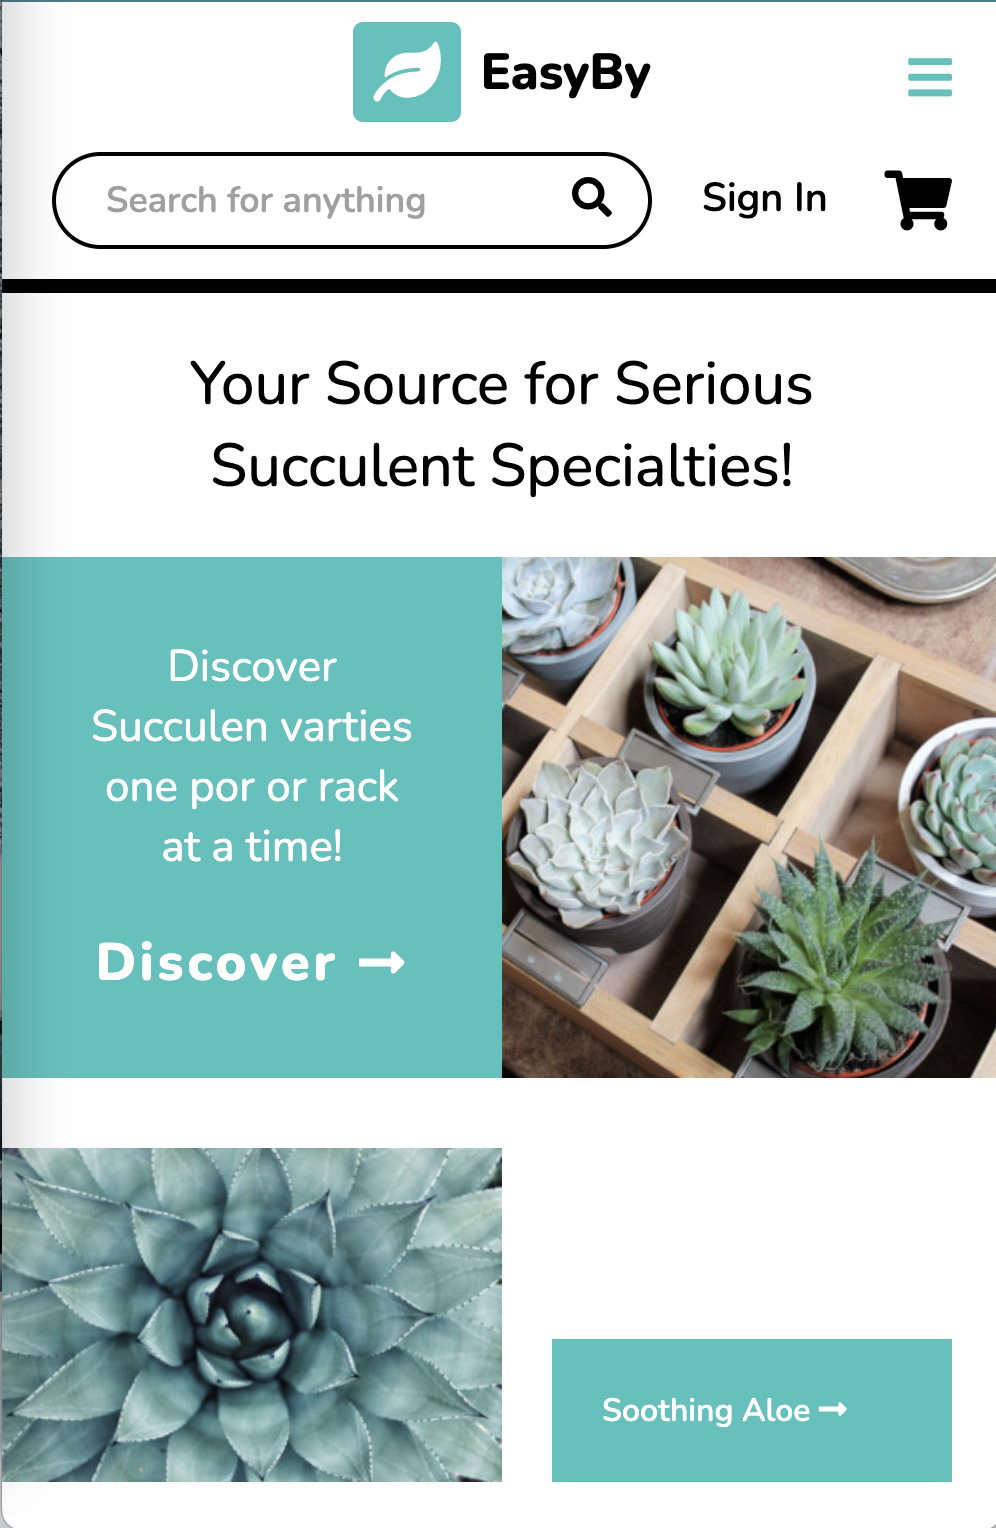 EasyBy
Search for anything
Sign In
Your Source for Serious
Succulent Specialties!
Discover
Succulen varties
one por or rack
at a time!
Discover
Soothing Aloe